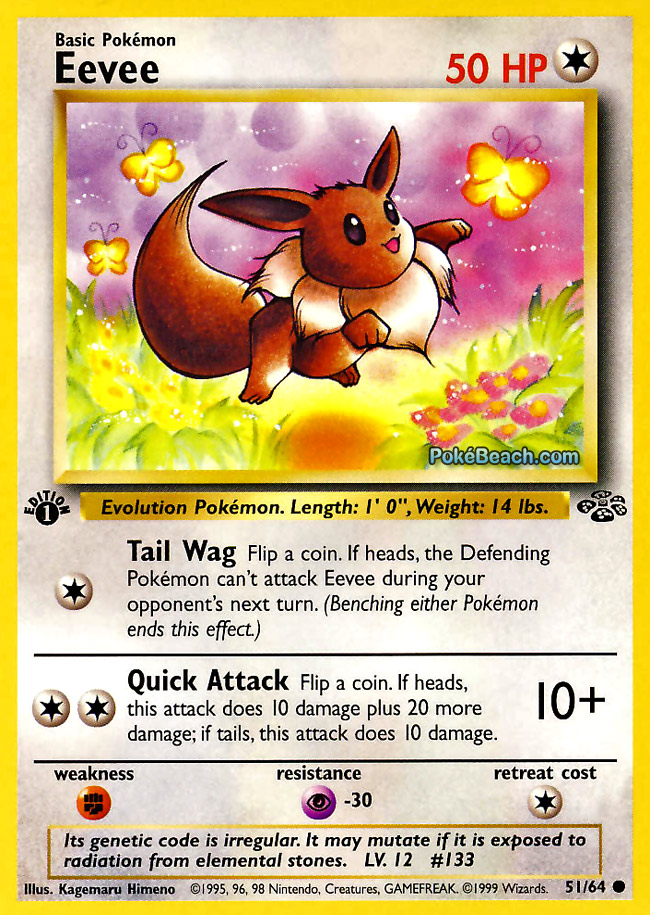 Basic Pokémon
Eevee
50 HP
PokéBeach.com
EDITION
1
Evolution Pokémon. Length: 1' 0", Weight: 14 lbs.
Tail Wag Flip a coin. If heads, the Defending
Pokémon can't attack Eevee during your
opponent's next turn. (Benching either Pokémon
ends this effect.)
Quick Attack Flip a coin. If heads,
this attack does 10 damage plus 20 more
damage; if tails, this attack does 10 damage.
10+
weakness
resistance
retreat cost
-30
Its genetic code is irregular. It may mutate if it is exposed to
radiation from elemental stones. LV. 12 #133
Illus. Kagemaru Himeno ©1995, 96, 98 Nintendo, Creatures, GAMEFREAK. ©1999 Wizards. 51/64